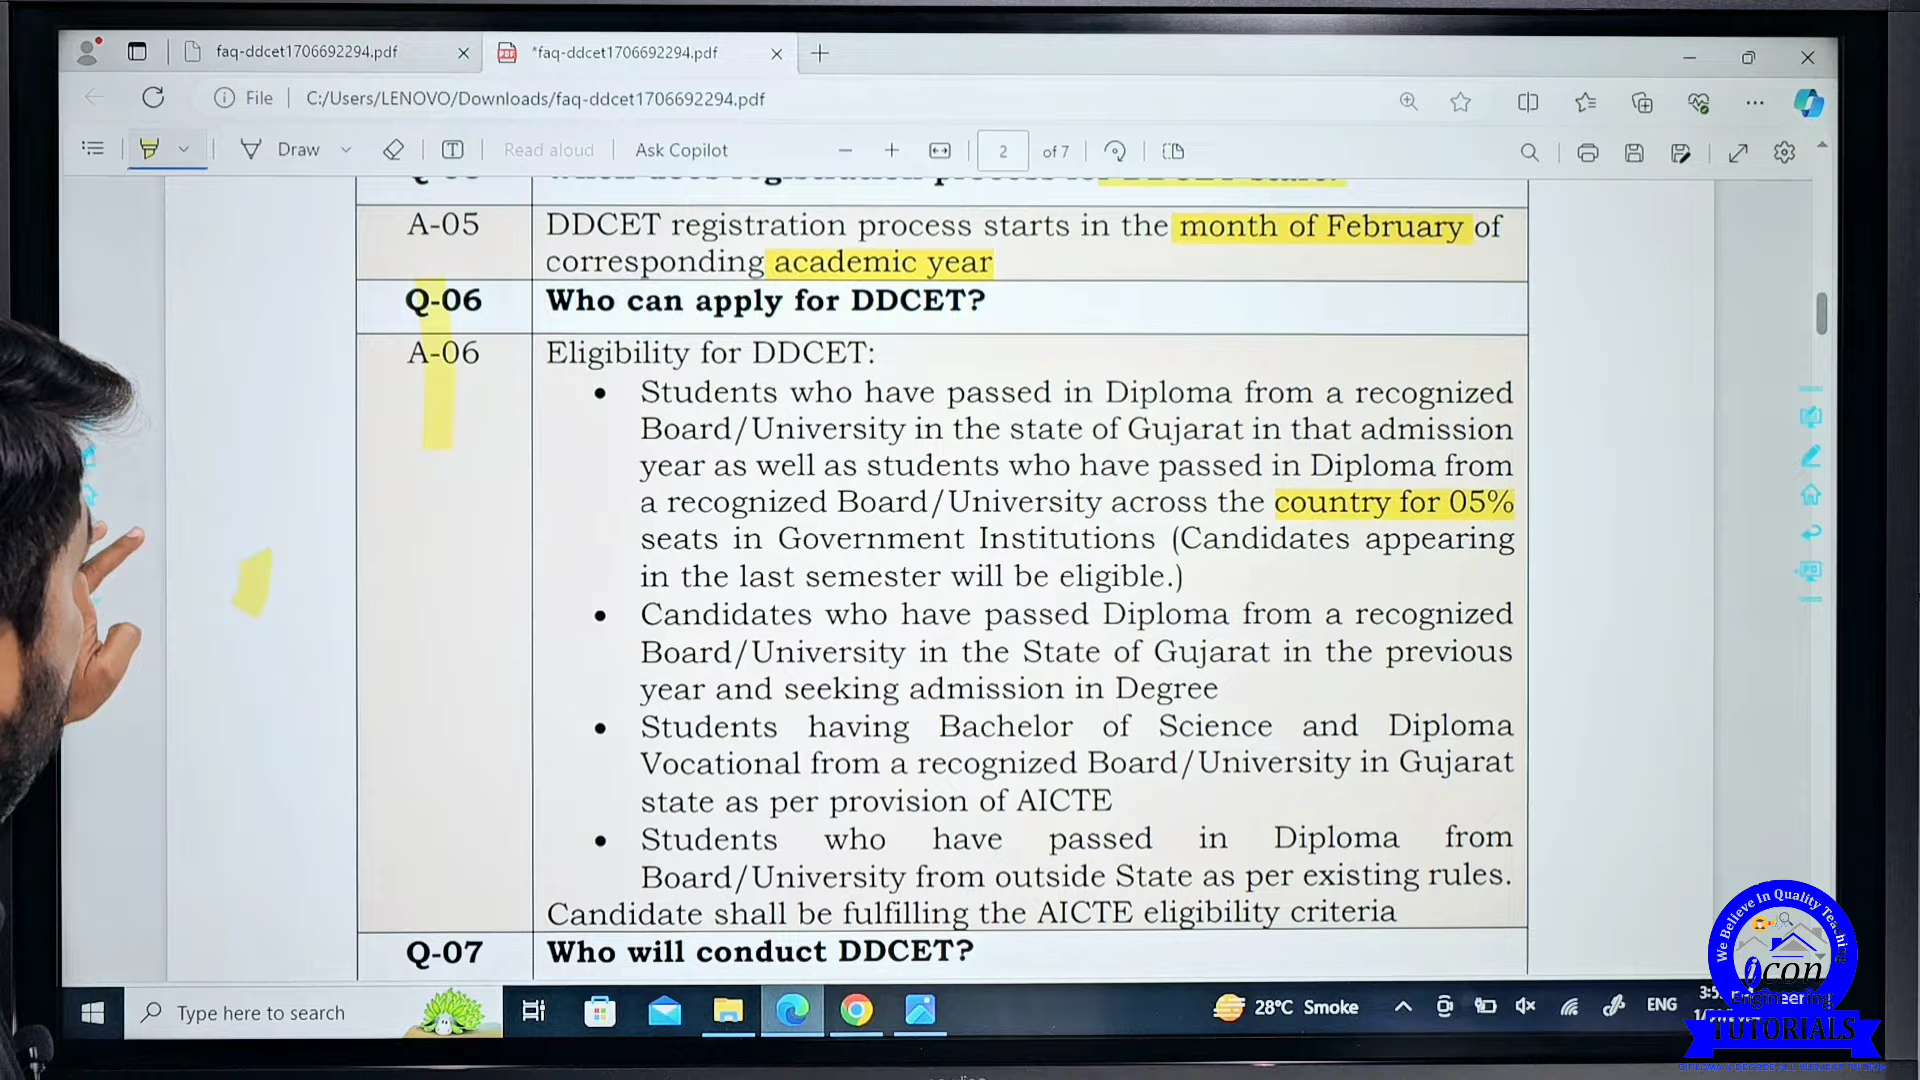 faq-ddcet1706692294.pdf
*faq-ddcet1706692294.pdf
File
C:/Users/LENOVO/Downloads/faq-ddcet1706692294.pdf
Draw
Read aloud
Ask Copilot
2
of 7
A-05
DDCET registration process starts in the month of February of
corresponding academic year
Q-06
Who can apply for DDCET?
A-06
Eligibility for DDCET:
• Students who have passed in Diploma from a recognized
Board/University in the state of Gujarat in that admission
year as well as students who have passed in Diploma from
a recognized Board/University across the country for 05%
seats in Government Institutions (Candidates appearing
in the last semester will be eligible.)
• Candidates who have passed Diploma from a recognized
Board/University in the State of Gujarat in the previous
year and seeking admission in Degree
• Students having Bachelor of Science and Diploma
Vocational from a recognized Board/University in Gujarat
state as per provision of AICTE
• Students who have passed in Diploma from
Board/University from outside State as per existing rules.
Candidate shall be fulfilling the AICTE eligibility criteria
Q-07
Who will conduct DDCET?
Type here to search
28°C Smoke
ENG
We Believe In Quality Teaching
icon
Engineering
TUTORIALS